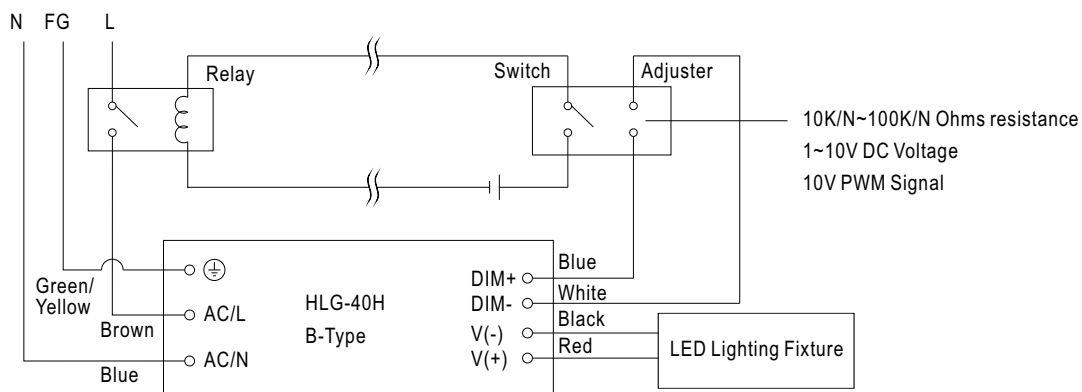 N FG L
Relay
Switch
Adjuster
10K/N~100K/N Ohms resistance
1~10V DC Voltage
10V PWM Signal
Green/
Yellow
Brown
Blue
AC/L
AC/N
HLG-40H
B-Type
DIM+
DIM-
V(-)
V(+)
Blue
White
Black
Red
LED Lighting Fixture